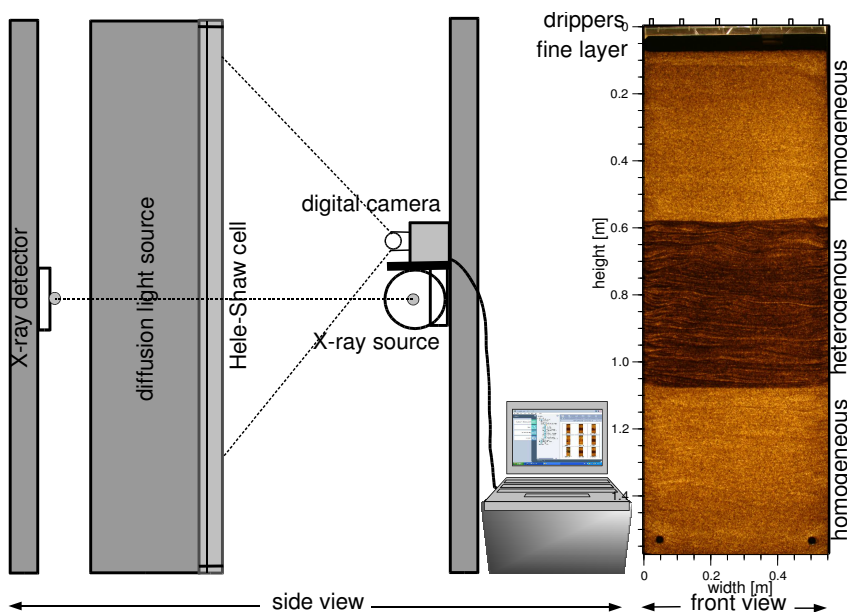 drippers
fine layer
0
0.2
0.4
0.6
0.8
1.0
1.2
1.4
height [m]
homogeneous
heterogenous
homogeneous
0
0.2
0.4
width [m]
front view
X-ray detector
diffusion light source
Hele-Shaw cell
digital camera
X-ray source
side view